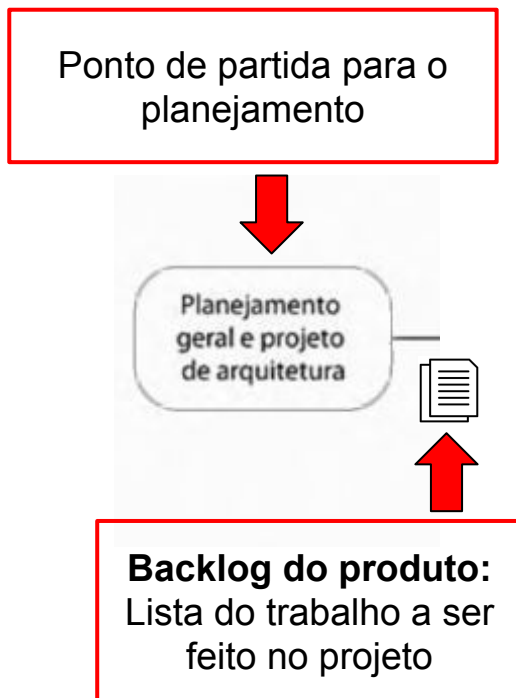 Ponto de partida para o
planejamento
Planejamento
geral e projeto
de arquitetura
Backlog do produto:
Lista do trabalho a ser
feito no projeto